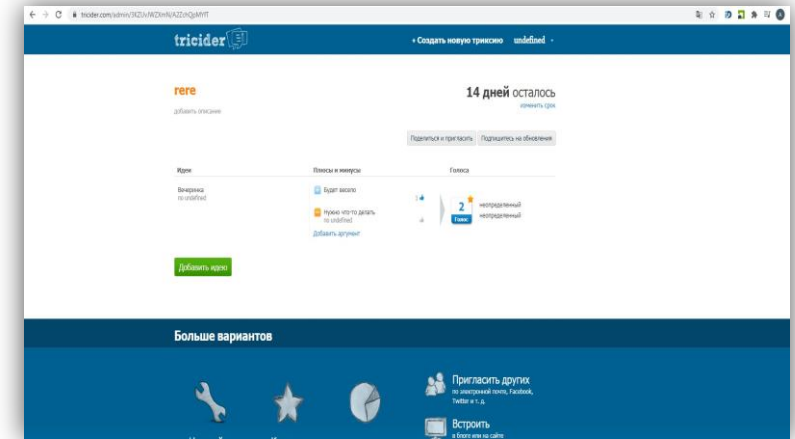 tricider.com/admin/
tricider
+ Создать новую триксию undefined
rere
14 дней осталось
добавить описание
изменить срок
Поделиться и пригласить Подпишитесь на обновления
Идеи Плюсы и минусы Голоса
Вечеринка
по undefined
Будет весело
Нужно что-то делать
по undefined
Добавить аргумент
2
Голос
неопределенный
неопределенный
Добавить идею
Больше вариантов
Пригласить других
по электронной почте, Facebook,
Twitter и т. д.
Встроить
в блоге или на сайте